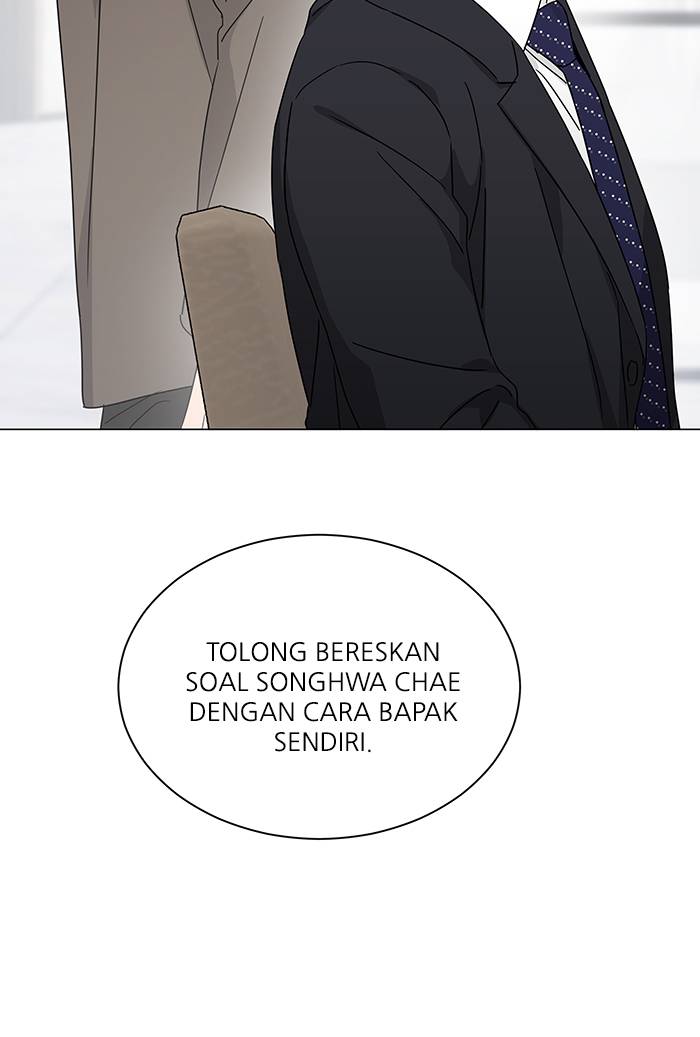 TOLONG BERESKAN
SOAL SONGHWA CHAE
DENGAN CARA BAPAK
SENDIRI.